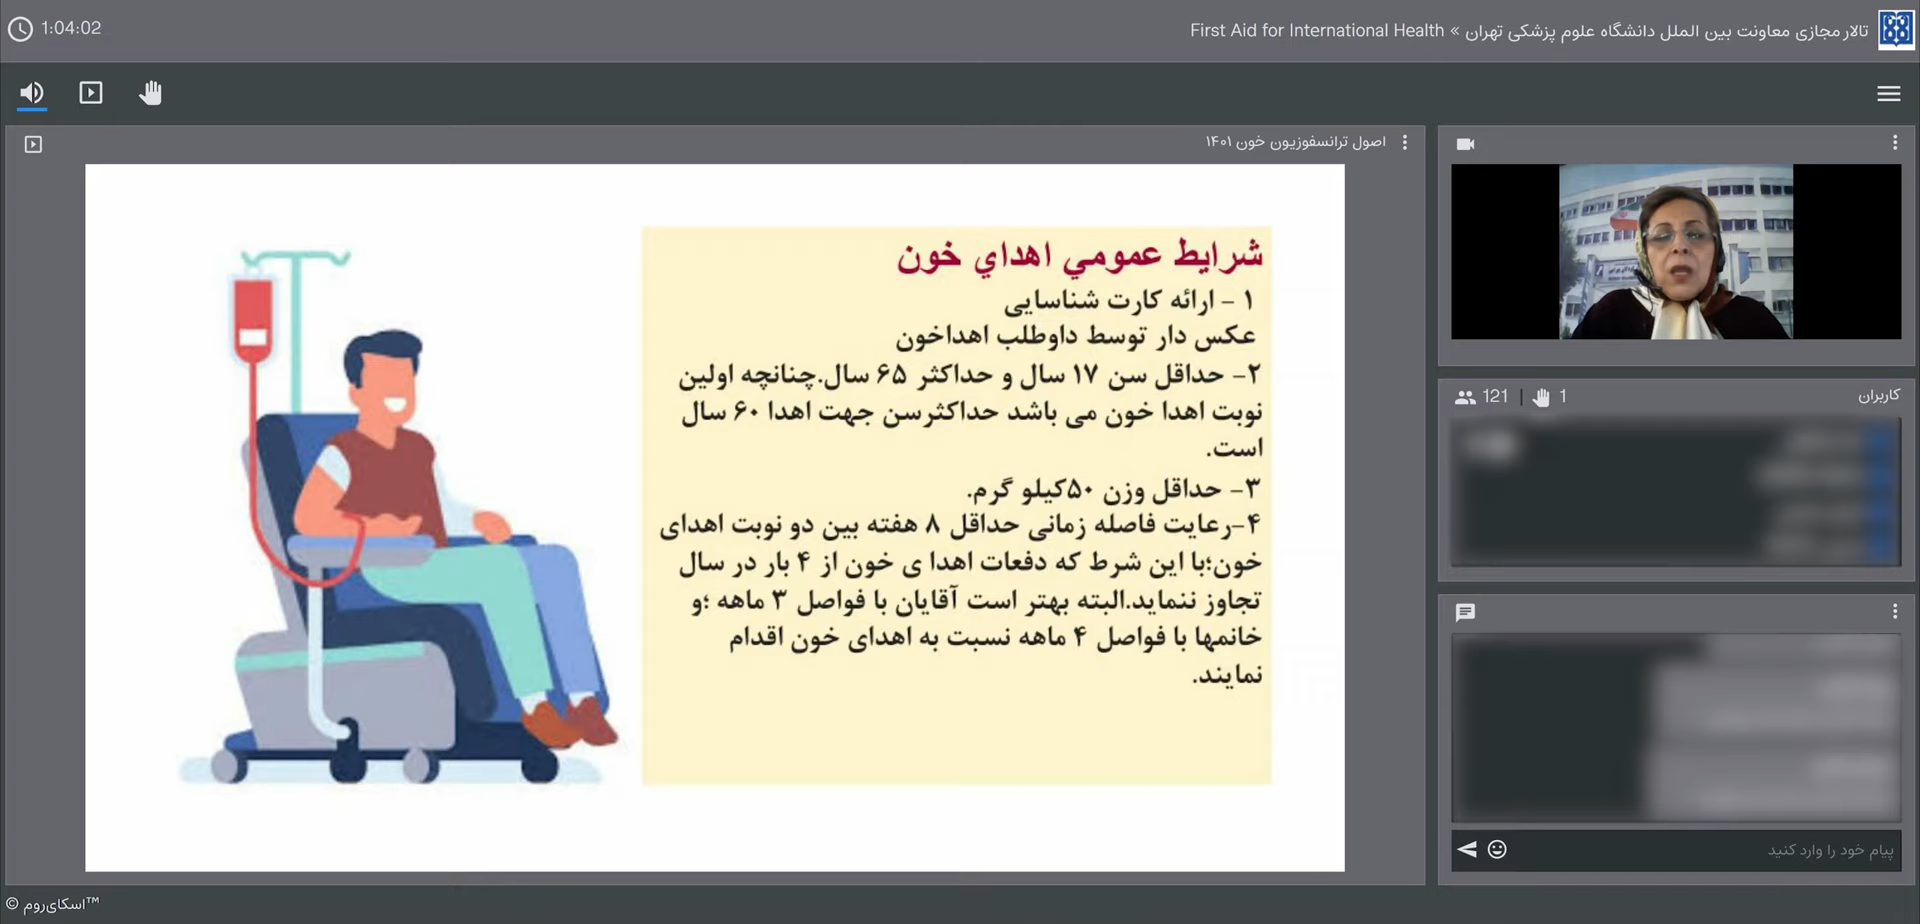 1:04:02
تالار مجازی معاونت بین الملل دانشگاه علوم پزشکی تهران » First Aid for International Health
اصول ترانسفوزیون خون ۱۴۰۱
شرایط عمومي اهداي خون
۱ - ارائه کارت شناسایی
عکس دار توسط داوطلب اهداخون
۲- حداقل سن ۱۷ سال و حداکثر ۶۵ سال.چنانچه اولین
نوبت اهدا خون می باشد حداکثرسن جهت اهدا ۶۰ سال
است.
۳- حداقل وزن ۵۰کیلو گرم.
۴-رعایت فاصله زمانی حداقل ۸ هفته بین دو نوبت اهدای
خون؛با این شرط که دفعات اهدا ی خون از ۴ بار در سال
تجاوز ننماید.البته بهتر است آقایان با فواصل ۳ ماهه ؛و
خانمها با فواصل ۴ ماهه نسبت به اهدای خون اقدام
نمایند.
کاربران
121 | 1
پیام خود را وارد کنید
© اسکای‌روم™